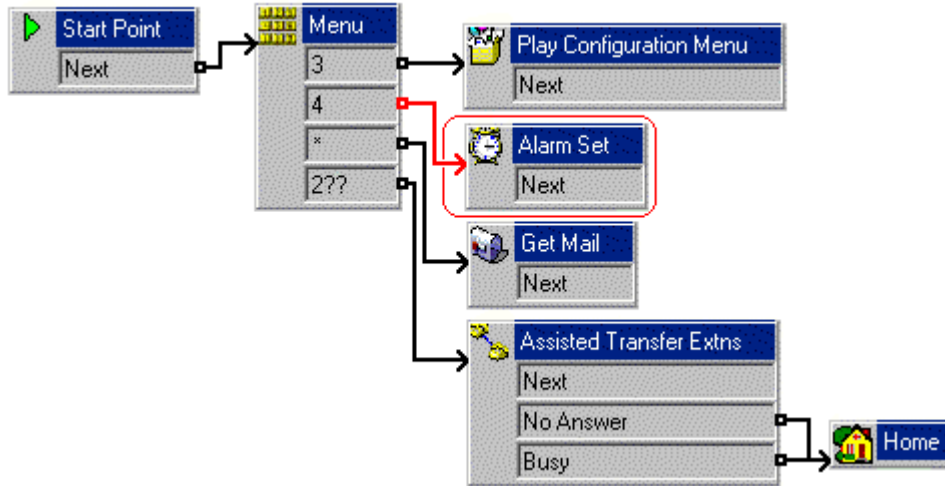 Start Point
Next
Menu
3
4
*
2??
Play Configuration Menu
Next
Alarm Set
Next
Get Mail
Next
Assisted Transfer Extns
Next
No Answer
Busy
Home